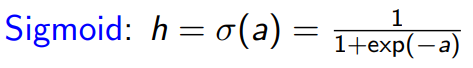 Sigmoid: h = σ(a) = 1/(1+exp(−a))